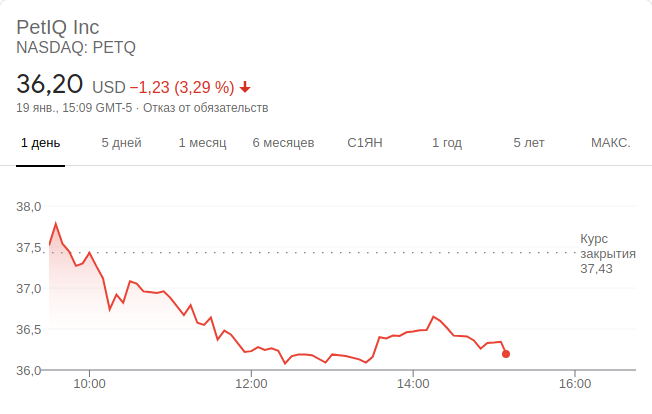 PetIQ Inc
NASDAQ: PETQ
36,20 USD −1,23 (3,29 %)
19 янв., 15:09 GMT-5 · Отказ от обязательств
1 день 5 дней 1 месяц 6 месяцев С1ЯН 1 год 5 лет МАКС.
38,0
37,5
37,0
36,5
36,0
Курс
закрытия
37,43
10:00 12:00 14:00 16:00